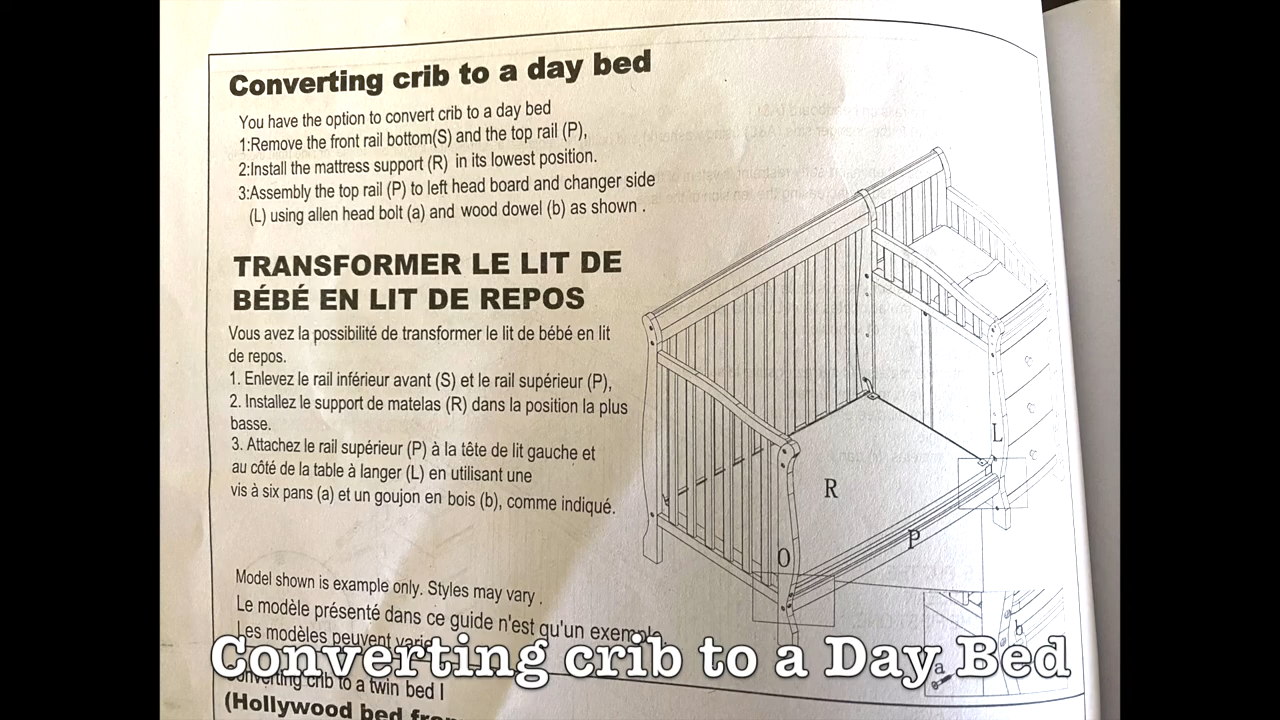 Converting crib to a day bed
You have the option to convert crib to a day bed
1:Remove the front rail bottom(S) and the top rail (P),
2:Install the mattress support (R) in its lowest position.
3:Assembly the top rail (P) to left head board and changer side
(L) using allen head bolt (a) and wood dowel (b) as shown .
TRANSFORMER LE LIT DE
BÉBÉ EN LIT DE REPOS
Vous avez la possibilité de transformer le lit de bébé en lit
de repos.
1. Enlevez le rail inférieur avant (S) et le rail supérieur (P),
2. Installez le support de matelas (R) dans la position la plus
basse.
3. Attachez le rail supérieur (P) à la tête de lit gauche et
au côté de la table à langer (L) en utilisant une
vis à six pans (a) et un goujon en bois (b), comme indiqué.
L
R
P
O
b
a
Model shown is example only. Styles may vary .
Le modèle présenté dans ce guide n'est qu'un exemple
Les modèles peuvent
Converting crib to a Day Bed
crib to a twin bed
(Hollywood bed